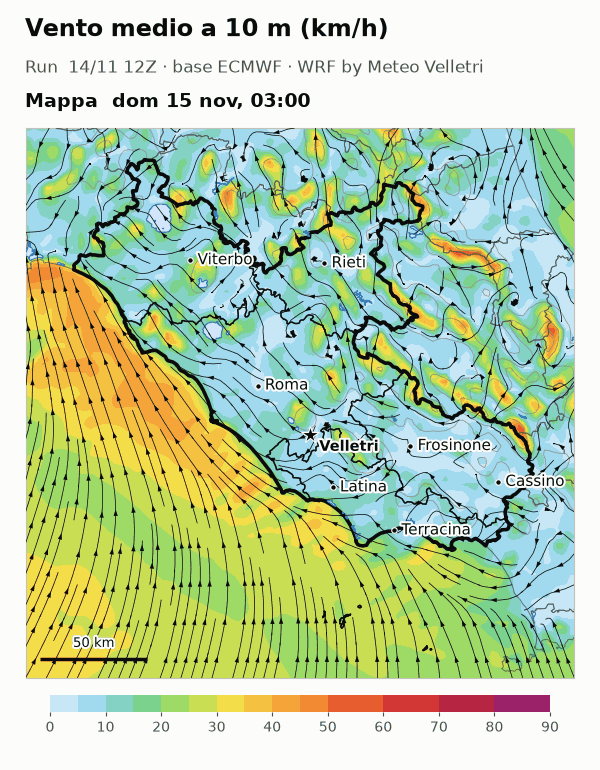 Vento medio a 10 m (km/h)
Run  14/11 12Z · base ECMWF · WRF by Meteo Velletri
Mappa  dom 15 nov, 03:00
Viterbo
Rieti
Roma
Velletri
Frosinone
Latina
Cassino
Terracina
50 km
0 10 20 30 40 50 60 70 80 90